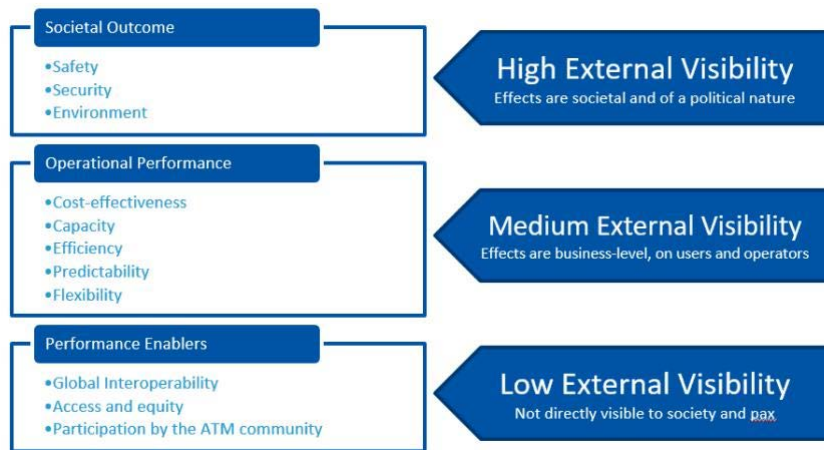 Societal Outcome
•Safety
•Security
•Environment
High External Visibility
Effects are societal and of a political nature
Operational Performance
•Cost-effectiveness
•Capacity
•Efficiency
•Predictability
•Flexibility
Medium External Visibility
Effects are business-level, on users and operators
Performance Enablers
•Global Interoperability
•Access and equity
•Participation by the ATM community
Low External Visibility
Not directly visible to society and pax